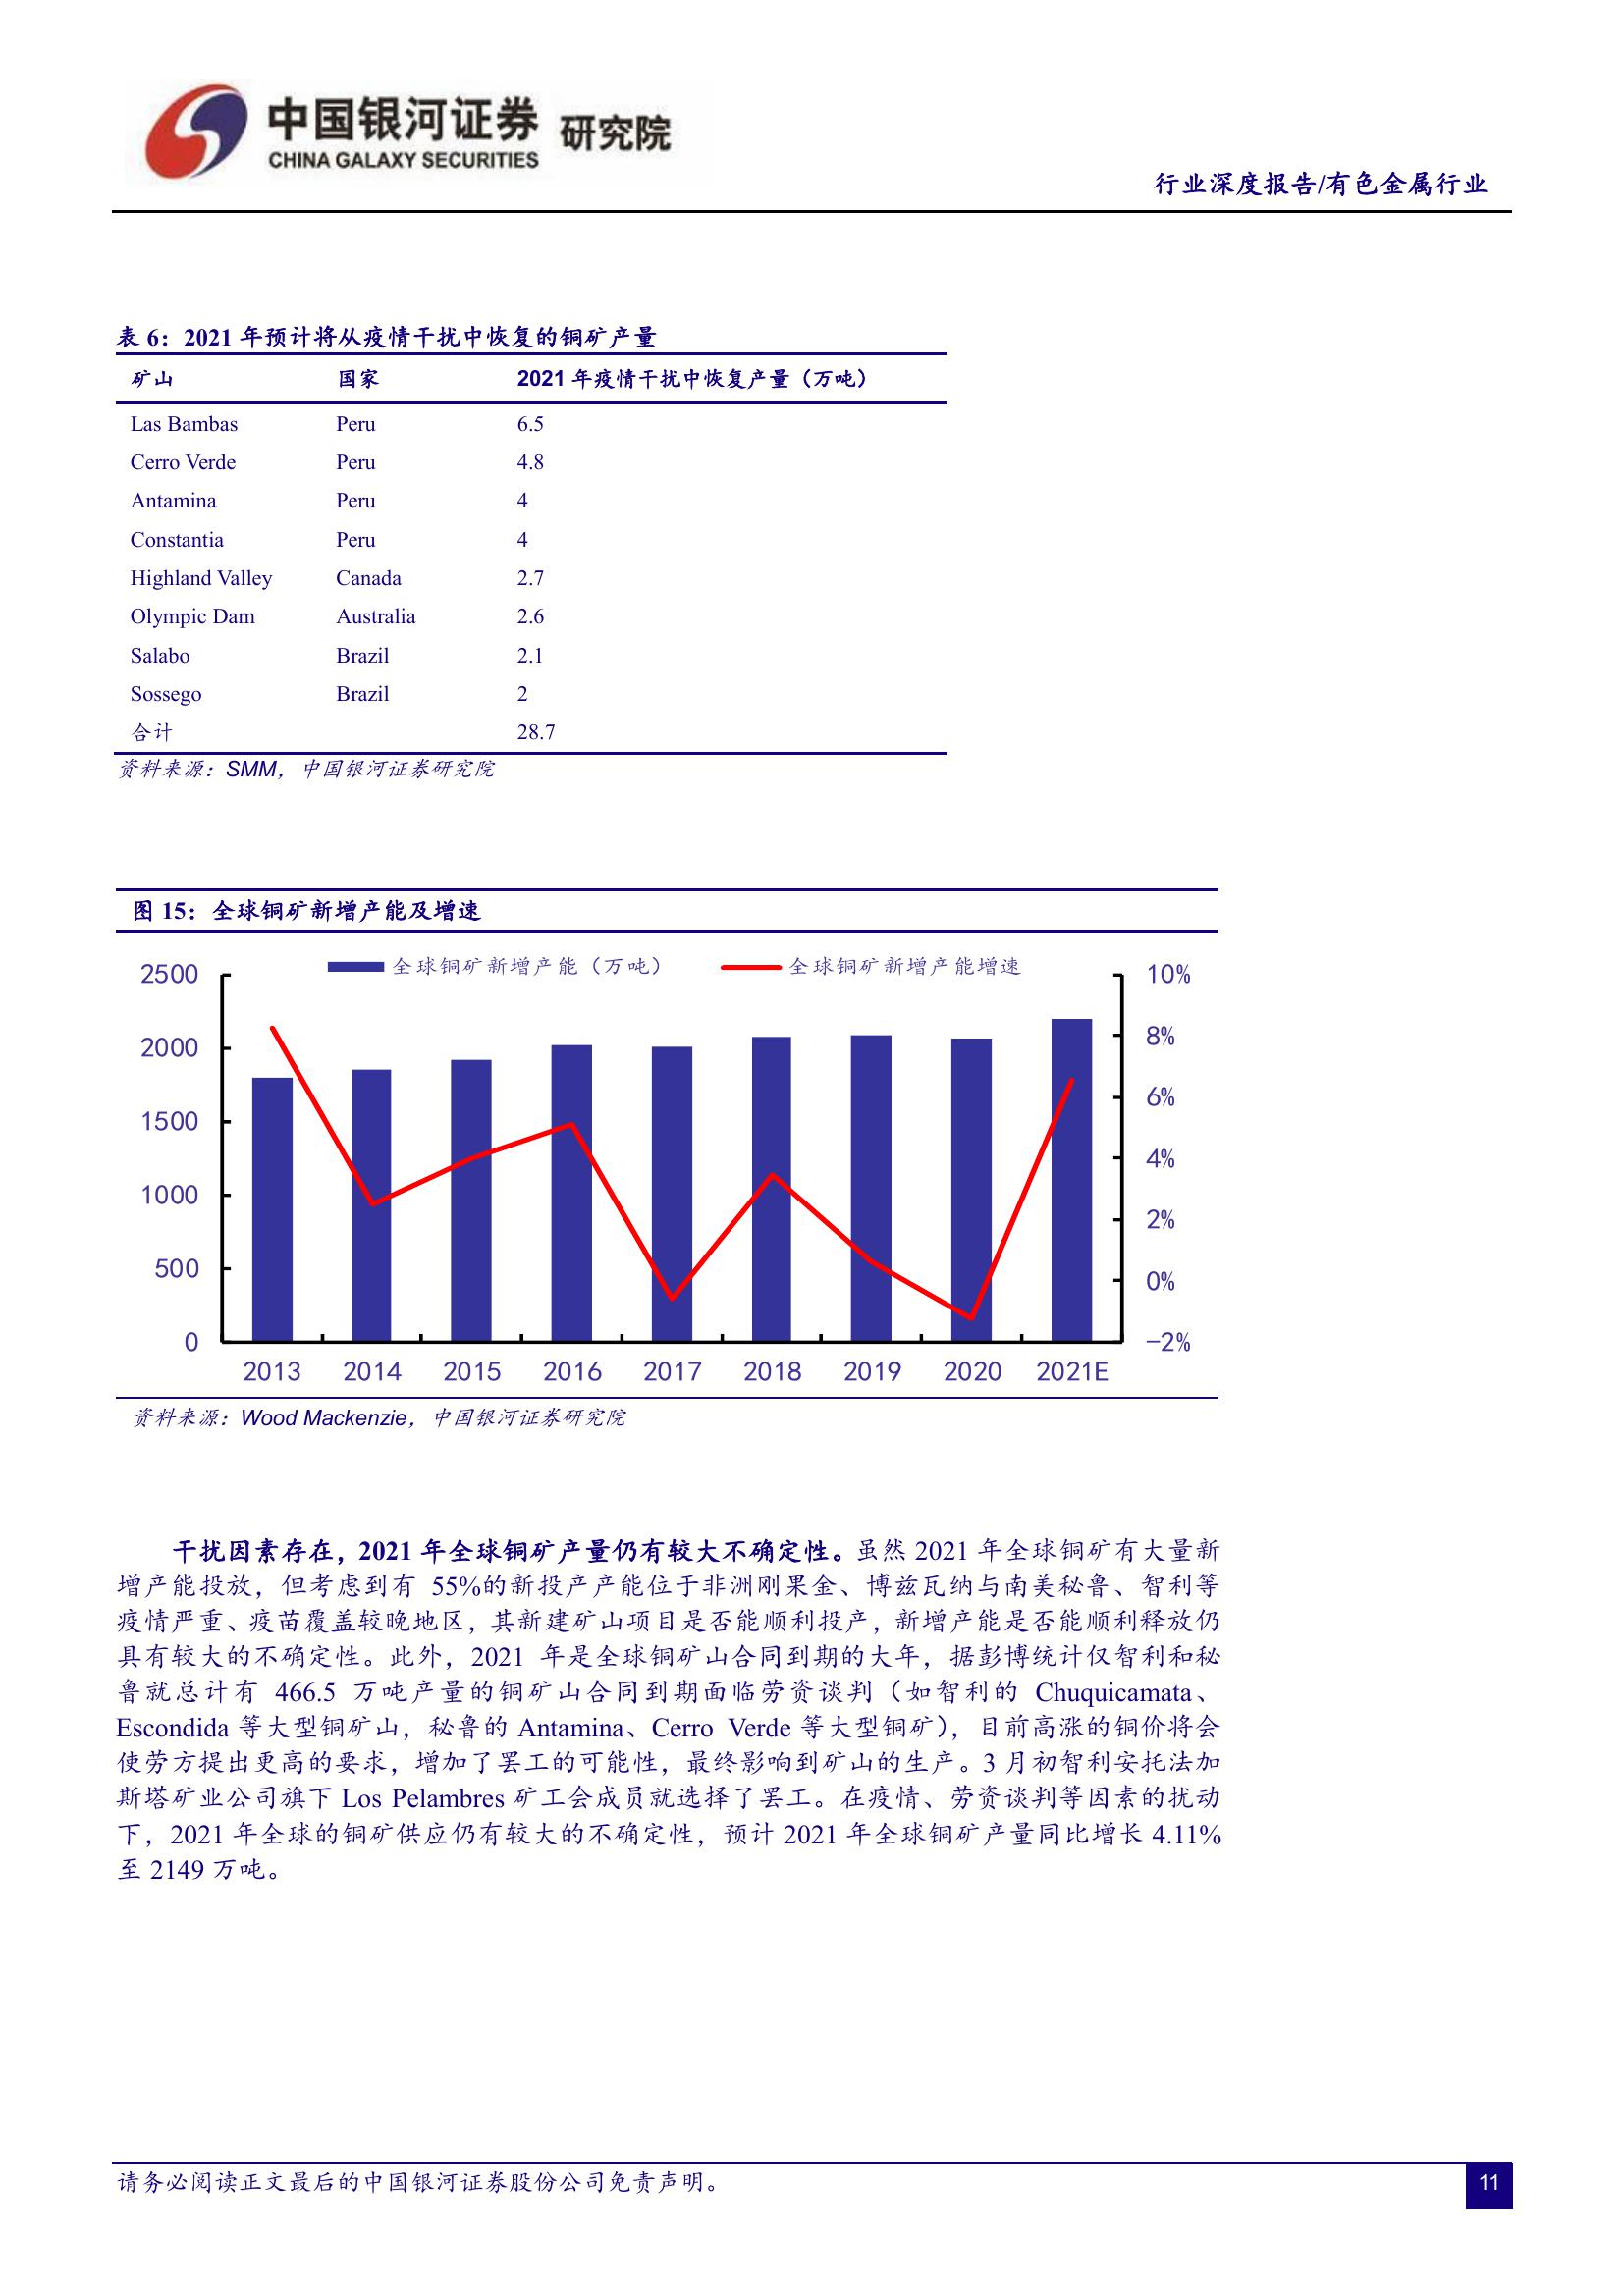 中国银河证券 研究院
CHINA GALAXY SECURITIES
行业深度报告/有色金属行业
表 6：2021 年预计将从疫情干扰中恢复的铜矿产量
矿山 国家 2021 年疫情干扰中恢复产量（万吨）
Las Bambas Peru 6.5
Cerro Verde Peru 4.8
Antamina Peru 4
Constantia Peru 4
Highland Valley Canada 2.7
Olympic Dam Australia 2.6
Salabo Brazil 2.1
Sossego Brazil 2
合计 28.7
资料来源：SMM，中国银河证券研究院
图 15：全球铜矿新增产能及增速
全球铜矿新增产能（万吨） 全球铜矿新增产能增速
2500 10%
2000 8%
1500 6%
1000 4%
500 2%
0 0%
-2%
2013 2014 2015 2016 2017 2018 2019 2020 2021E
资料来源：Wood Mackenzie，中国银河证券研究院
干扰因素存在，2021 年全球铜矿产量仍有较大不确定性。虽然 2021 年全球铜矿有大量新
增产能投放，但考虑到有 55%的新投产产能位于非洲刚果金、博兹瓦纳与南美秘鲁、智利等
疫情严重、疫苗覆盖较晚地区，其新建矿山项目是否能顺利投产，新增产能是否能顺利释放仍
具有较大的不确定性。此外，2021 年是全球铜矿山合同到期的大年，据彭博统计仅智利和秘
鲁就总计有 466.5 万吨产量的铜矿山合同到期面临劳资谈判（如智利的 Chuquicamata、
Escondida 等大型铜矿山，秘鲁的 Antamina、Cerro Verde 等大型铜矿），目前高涨的铜价将会
使劳方提出更高的要求，增加了罢工的可能性，最终影响到矿山的生产。3 月初智利安托法加
斯塔矿业公司旗下 Los Pelambres 矿工会成员就选择了罢工。在疫情、劳资谈判等因素的扰动
下，2021 年全球的铜矿供应仍有较大的不确定性，预计 2021 年全球铜矿产量同比增长 4.11%
至 2149 万吨。
请务必阅读正文最后的中国银河证券股份公司免责声明。
11